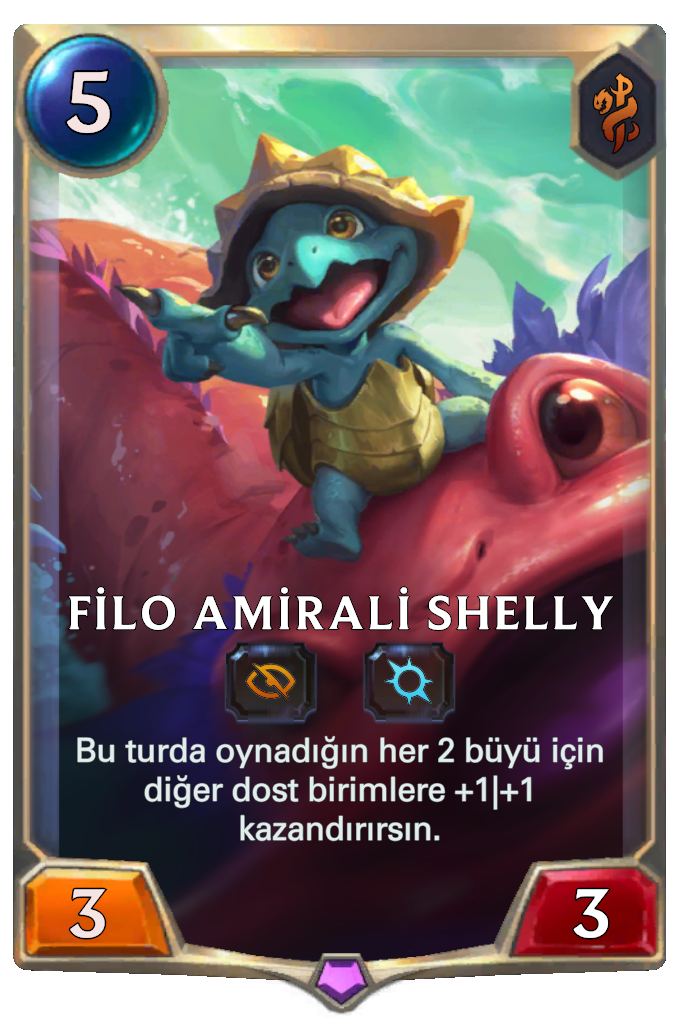 5
FİLO AMİRALİ SHELLY
Bu turda oynadığın her 2 büyü için
diğer dost birimlere +1|+1
kazandırırsın.
3
3